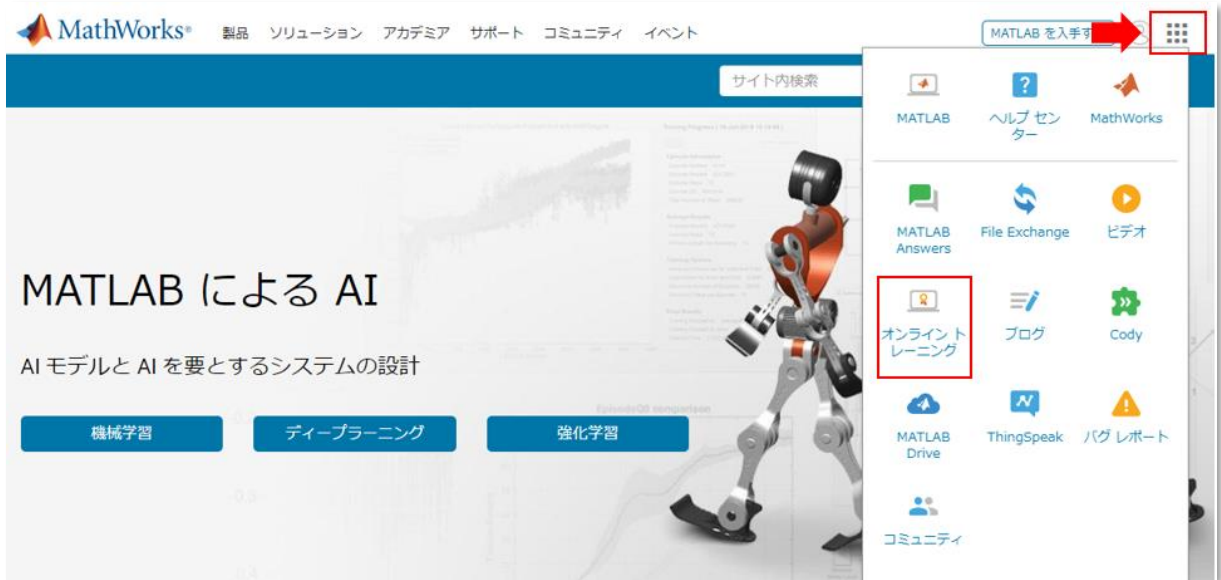 MathWorks®
製品 ソリューション アカデミア サポート コミュニティ イベント
MATLAB を入手す
サイト内検索
MATLAB
ヘルプ セン
ター
MathWorks
MATLAB
Answers
File Exchange
ビデオ
MATLAB による AI
AI モデルと AI を要とするシステムの設計
機械学習
ディープラーニング
強化学習
オンライン ト
レーニング
ブログ
Cody
MATLAB
Drive
ThingSpeak
バグ レポート
コミュニティ